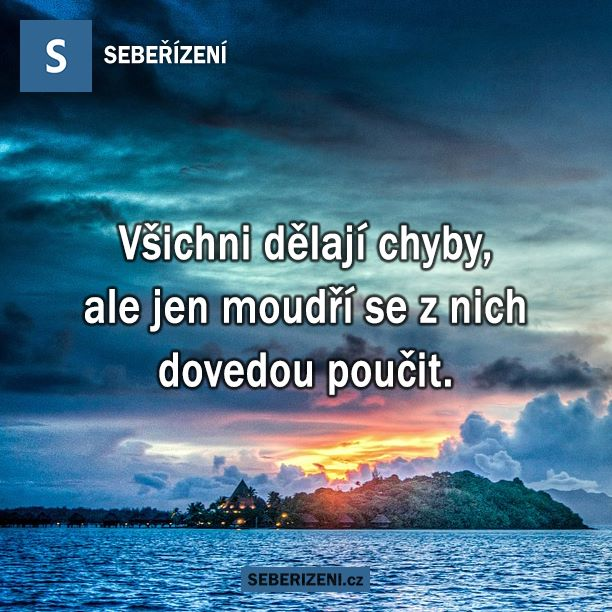 S
SEBEŘÍZENÍ
Všichni dělají chyby,
ale jen moudří se z nich
dovedou poučit.
SEBERIZENI.cz